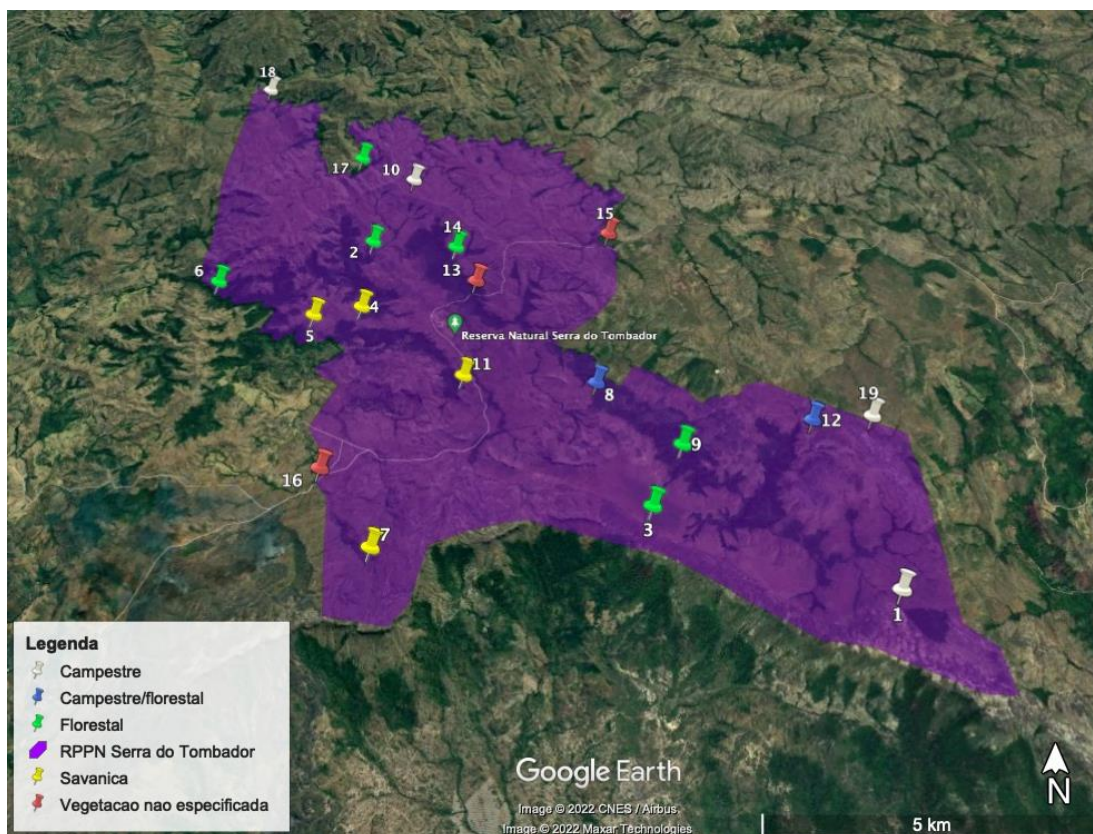 18
17
10
15
2
14
13
6
4
5
Reserva Natural Serra do Tombador
11
8
19
12
9
16
3
7
1
Legenda
Campestre
Campestre/florestal
Florestal
RPPN Serra do Tombador
Savanica
Vegetacao nao especificada
Google Earth
Image © 2022 CNES / Airbus
Image © 2022 Maxar Technologies
N
5 km